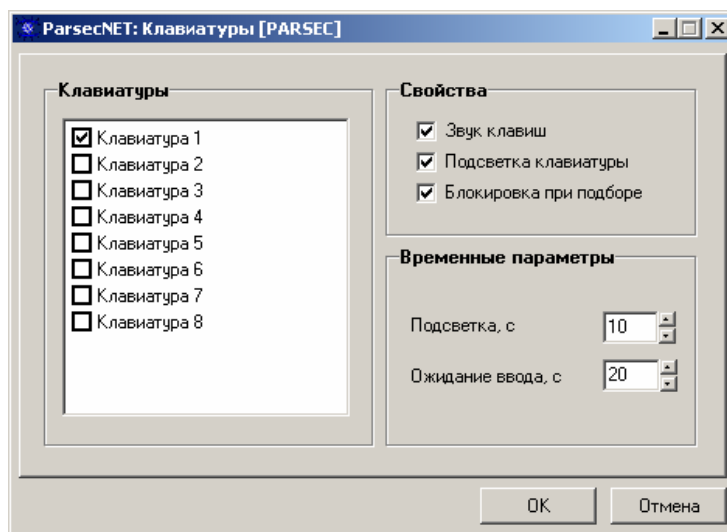 ParsecNET: Клавиатуры [PARSEC]
Клавиатуры
Клавиатура 1
Клавиатура 2
Клавиатура 3
Клавиатура 4
Клавиатура 5
Клавиатура 6
Клавиатура 7
Клавиатура 8
Свойства
Звук клавиш
Подсветка клавиатуры
Блокировка при подборе
Временные параметры
Подсветка, с 10
Ожидание ввода, с 20
OK Отмена